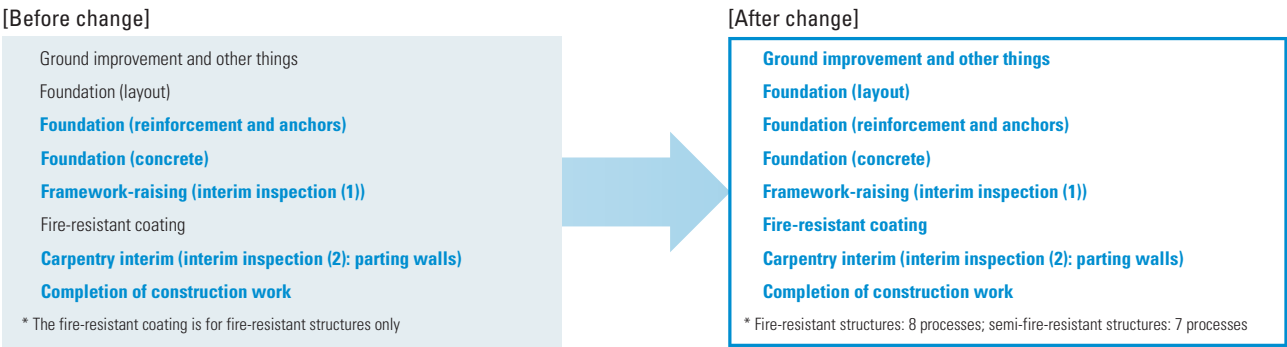 [Before change]
Ground improvement and other things
Foundation (layout)
Foundation (reinforcement and anchors)
Foundation (concrete)
Framework-raising (interim inspection (1))
Fire-resistant coating
Carpentry interim (interim inspection (2): parting walls)
Completion of construction work
* The fire-resistant coating is for fire-resistant structures only
[After change]
Ground improvement and other things
Foundation (layout)
Foundation (reinforcement and anchors)
Foundation (concrete)
Framework-raising (interim inspection (1))
Fire-resistant coating
Carpentry interim (interim inspection (2): parting walls)
Completion of construction work
* Fire-resistant structures: 8 processes; semi-fire-resistant structures: 7 processes